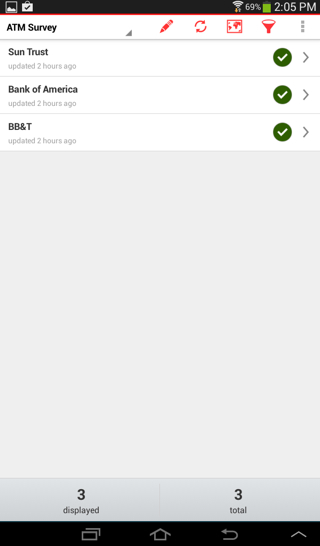 69% 2:05 PM
ATM Survey
Sun Trust
updated 2 hours ago
Bank of America
updated 2 hours ago
BB&T
updated 2 hours ago
3 3
displayed total